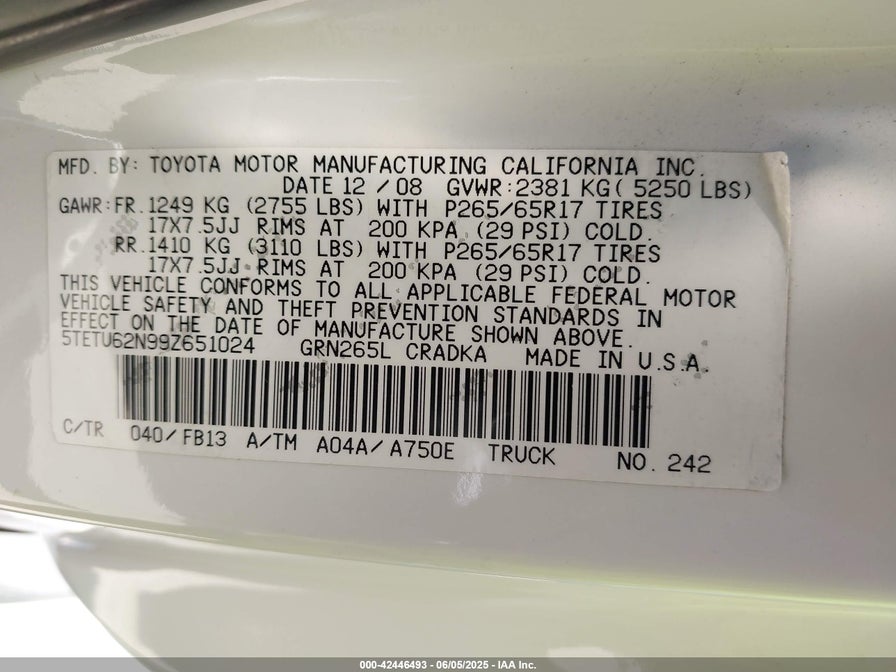 MFD. BY: TOYOTA MOTOR MANUFACTURING CALIFORNIA INC.
DATE 12 / 08 GVWR: 2381 KG ( 5250 LBS)
GAWR: FR. 1249 KG (2755 LBS) WITH P265/65R17 TIRES
17X7.5JJ RIMS AT 200 KPA (29 PSI) COLD.
RR. 1410 KG (3110 LBS) WITH P265/65R17 TIRES
17X7.5JJ RIMS AT 200 KPA (29 PSI) COLD.
THIS VEHICLE CONFORMS TO ALL APPLICABLE FEDERAL MOTOR
VEHICLE SAFETY AND THEFT PREVENTION STANDARDS IN
EFFECT ON THE DATE OF MANUFACTURE SHOWN ABOVE.
5TETU62N99Z651024 GRN265L CRADKA MADE IN U.S.A.
C/TR 040/FB13 A/TM A04A/A750E TRUCK NO. 242
000-42446493 - 06/05/2025 - IAA Inc.